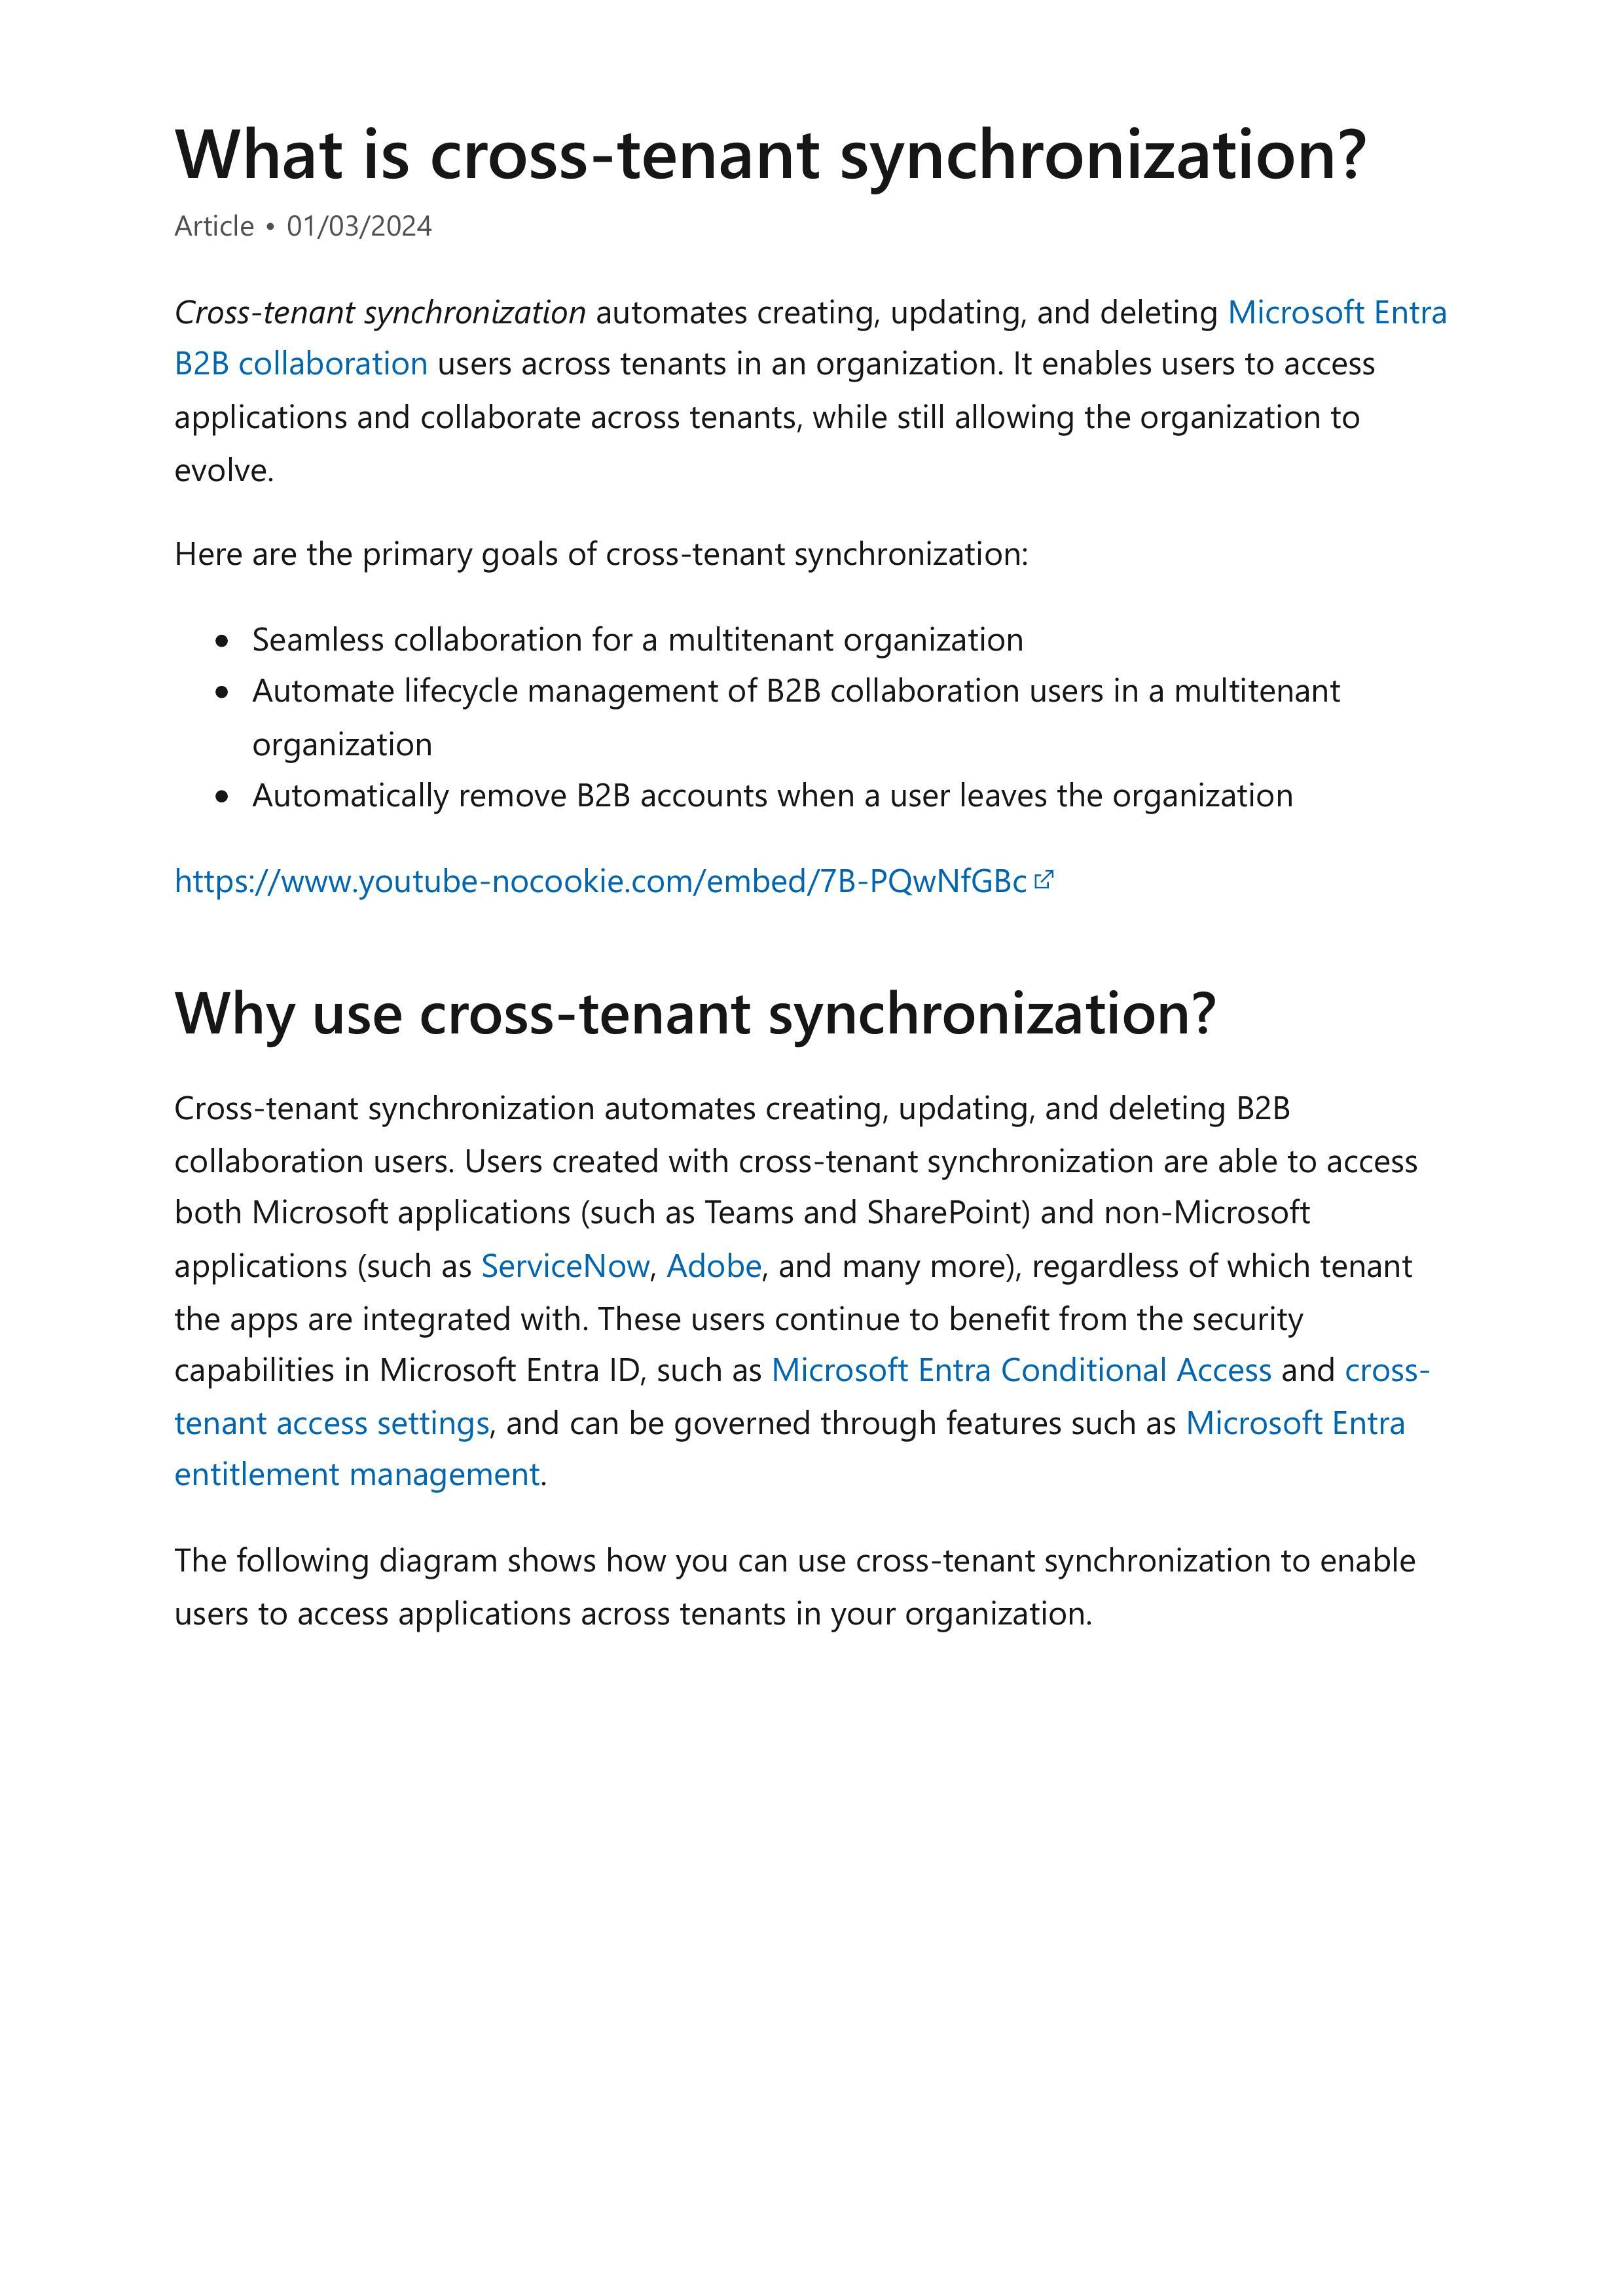 What is cross-tenant synchronization?
Article • 01/03/2024
Cross-tenant synchronization automates creating, updating, and deleting Microsoft Entra
B2B collaboration users across tenants in an organization. It enables users to access
applications and collaborate across tenants, while still allowing the organization to
evolve.
Here are the primary goals of cross-tenant synchronization:
• Seamless collaboration for a multitenant organization
• Automate lifecycle management of B2B collaboration users in a multitenant
organization
• Automatically remove B2B accounts when a user leaves the organization
https://www.youtube-nocookie.com/embed/7B-PQwNfGBc
Why use cross-tenant synchronization?
Cross-tenant synchronization automates creating, updating, and deleting B2B
collaboration users. Users created with cross-tenant synchronization are able to access
both Microsoft applications (such as Teams and SharePoint) and non-Microsoft
applications (such as ServiceNow, Adobe, and many more), regardless of which tenant
the apps are integrated with. These users continue to benefit from the security
capabilities in Microsoft Entra ID, such as Microsoft Entra Conditional Access and cross-
tenant access settings, and can be governed through features such as Microsoft Entra
entitlement management.
The following diagram shows how you can use cross-tenant synchronization to enable
users to access applications across tenants in your organization.